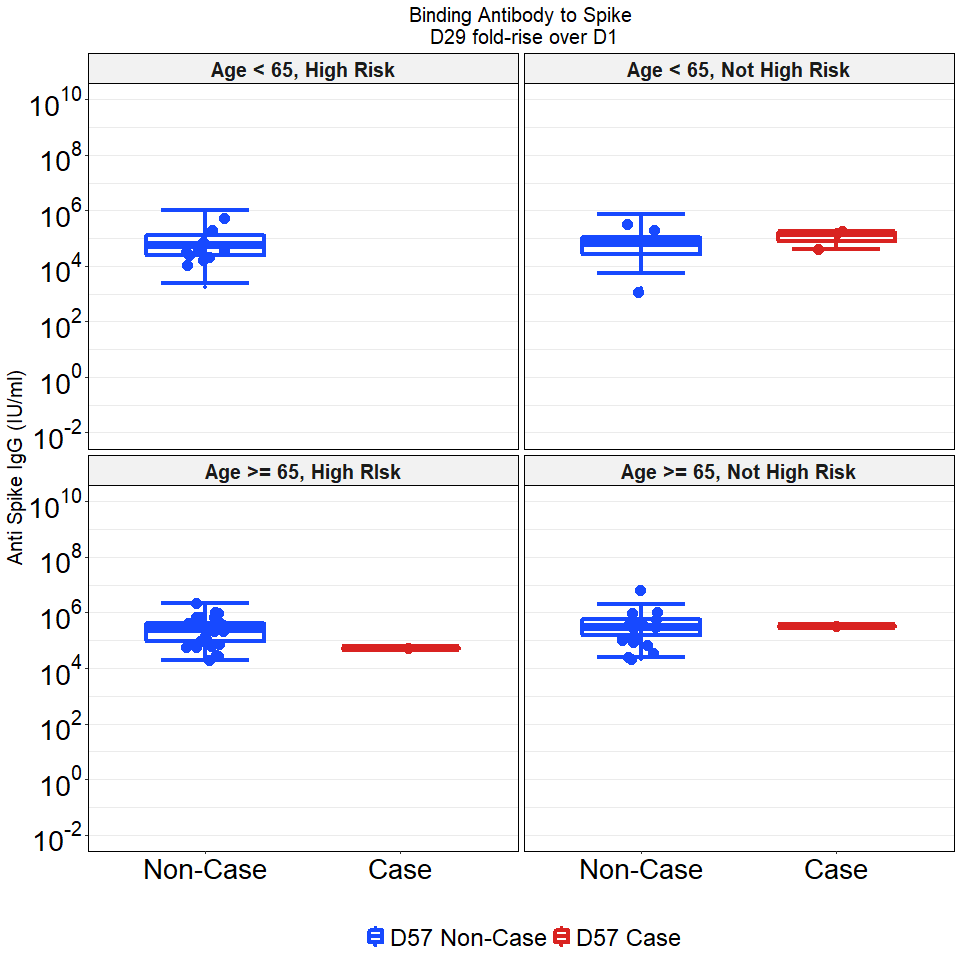 Binding Antibody to Spike
D29 fold-rise over D1
Age < 65, High Risk
Age < 65, Not High Risk
10^10
10^8
10^6
10^4
10^2
10^0
10^-2
Age >= 65, High RIsk
Age >= 65, Not High Risk
10^10
10^8
10^6
10^4
10^2
10^0
10^-2
Anti Spike IgG (IU/ml)
Non-Case Case Non-Case Case
D57 Non-Case D57 Case